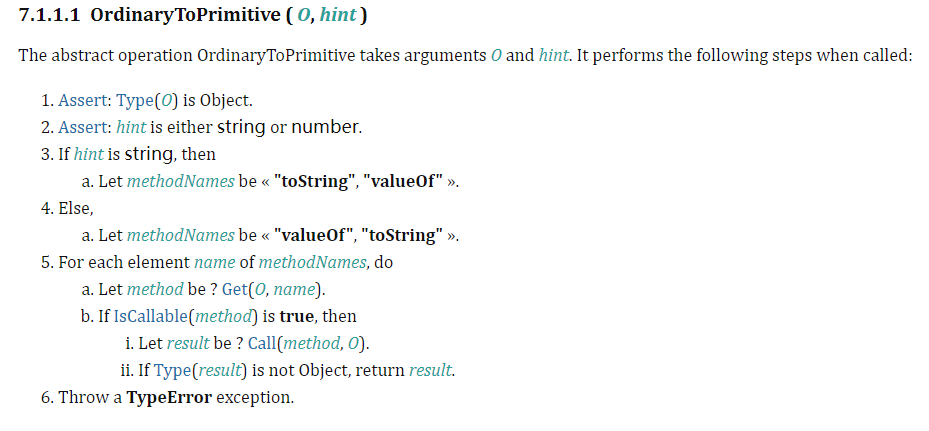 7.1.1.1 OrdinaryToPrimitive ( O, hint )
The abstract operation OrdinaryToPrimitive takes arguments O and hint. It performs the following steps when called:
1. Assert: Type(O) is Object.
2. Assert: hint is either string or number.
3. If hint is string, then
a. Let methodNames be « "toString", "valueOf" ».
4. Else,
a. Let methodNames be « "valueOf", "toString" ».
5. For each element name of methodNames, do
a. Let method be ? Get(O, name).
b. If IsCallable(method) is true, then
i. Let result be ? Call(method, O).
ii. If Type(result) is not Object, return result.
6. Throw a TypeError exception.